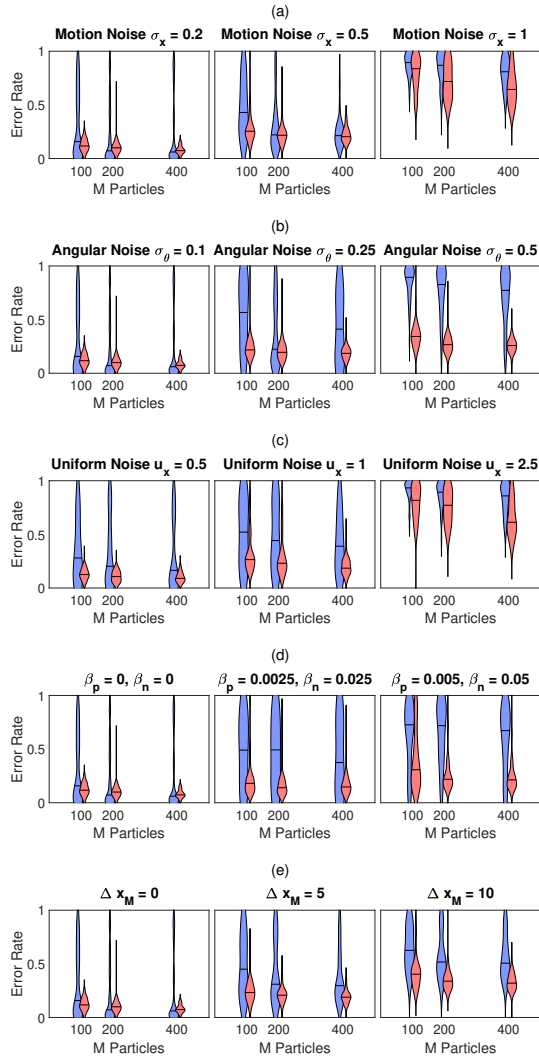 (a)
Motion Noise σx = 0.2 Motion Noise σx = 0.5 Motion Noise σx = 1
1
0.5
0
Error Rate
100 200 400 100 200 400 100 200 400
M Particles M Particles M Particles
(b)
Angular Noise σθ = 0.1 Angular Noise σθ = 0.25 Angular Noise σθ = 0.5
1
0.5
0
Error Rate
100 200 400 100 200 400 100 200 400
M Particles M Particles M Particles
(c)
Uniform Noise ux = 0.5 Uniform Noise ux = 1 Uniform Noise ux = 2.5
1
0.5
0
Error Rate
100 200 400 100 200 400 100 200 400
M Particles M Particles M Particles
(d)
βp = 0, βn = 0 βp = 0.0025, βn = 0.025 βp = 0.005, βn = 0.05
1
0.5
0
Error Rate
100 200 400 100 200 400 100 200 400
M Particles M Particles M Particles
(e)
Δ xM = 0 Δ xM = 5 Δ xM = 10
1
0.5
0
Error Rate
100 200 400 100 200 400 100 200 400
M Particles M Particles M Particles